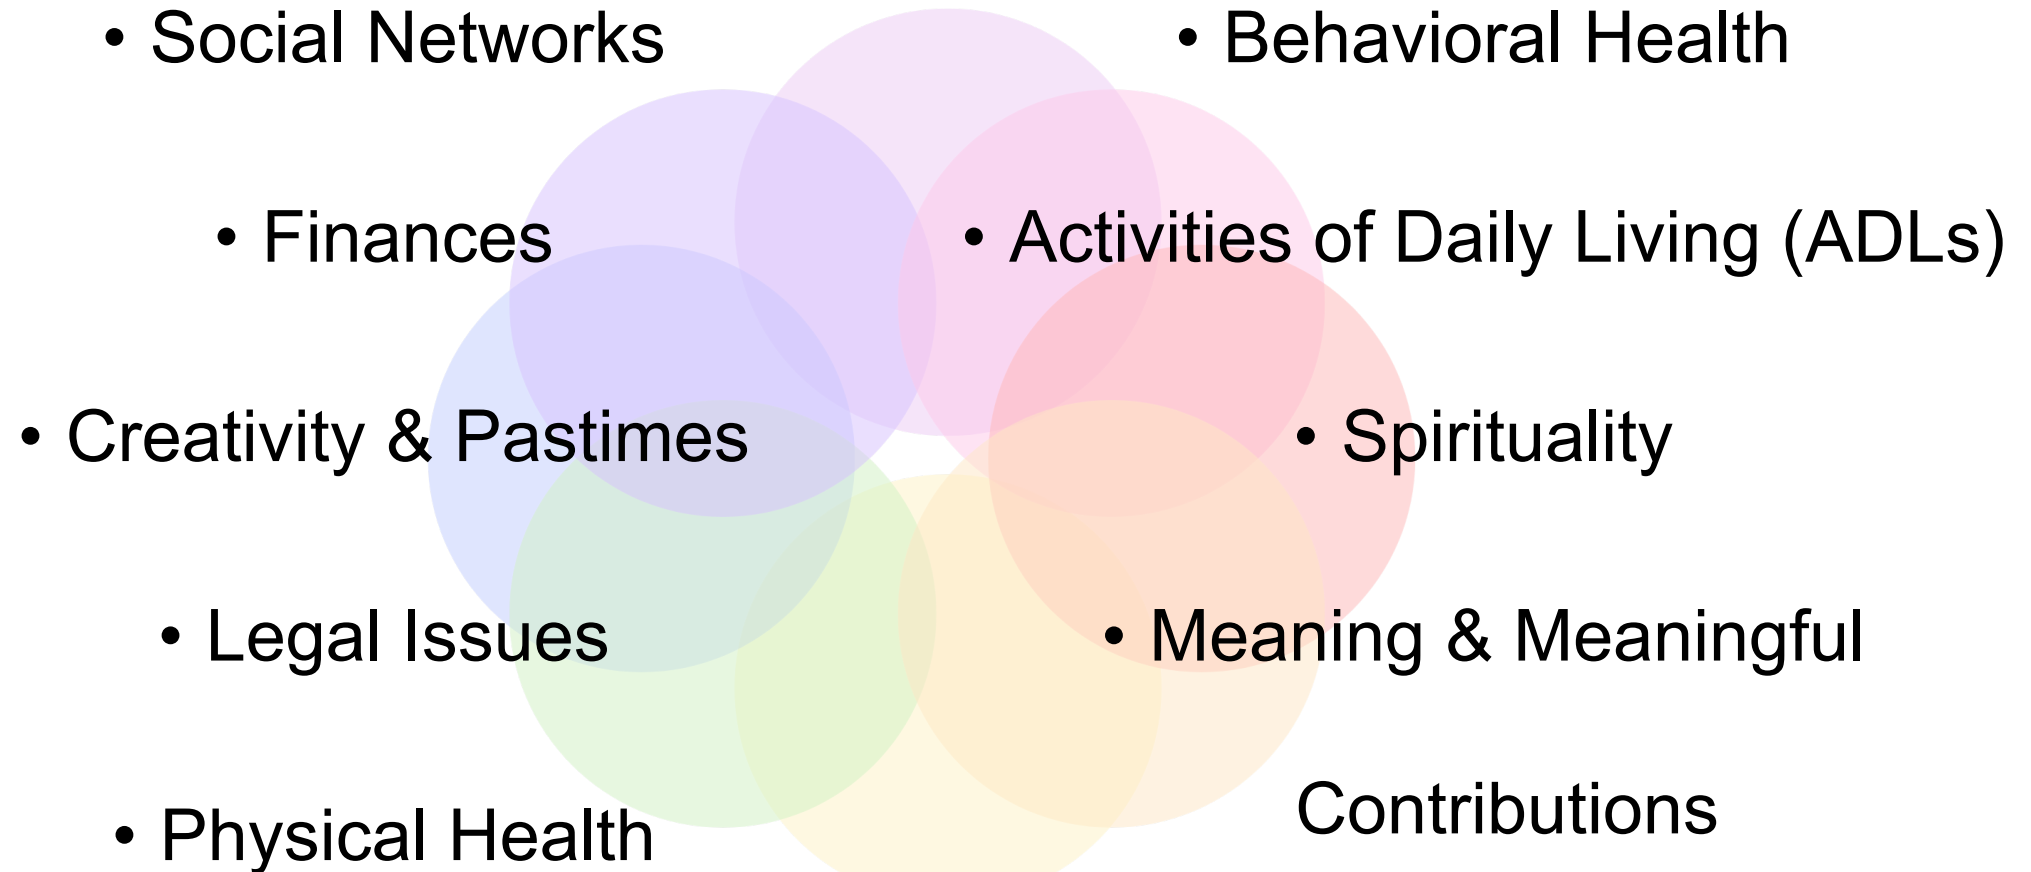 • Social Networks
• Finances
• Creativity & Pastimes
• Legal Issues
• Physical Health
• Behavioral Health
• Activities of Daily Living (ADLs)
• Spirituality
• Meaning & Meaningful
Contributions